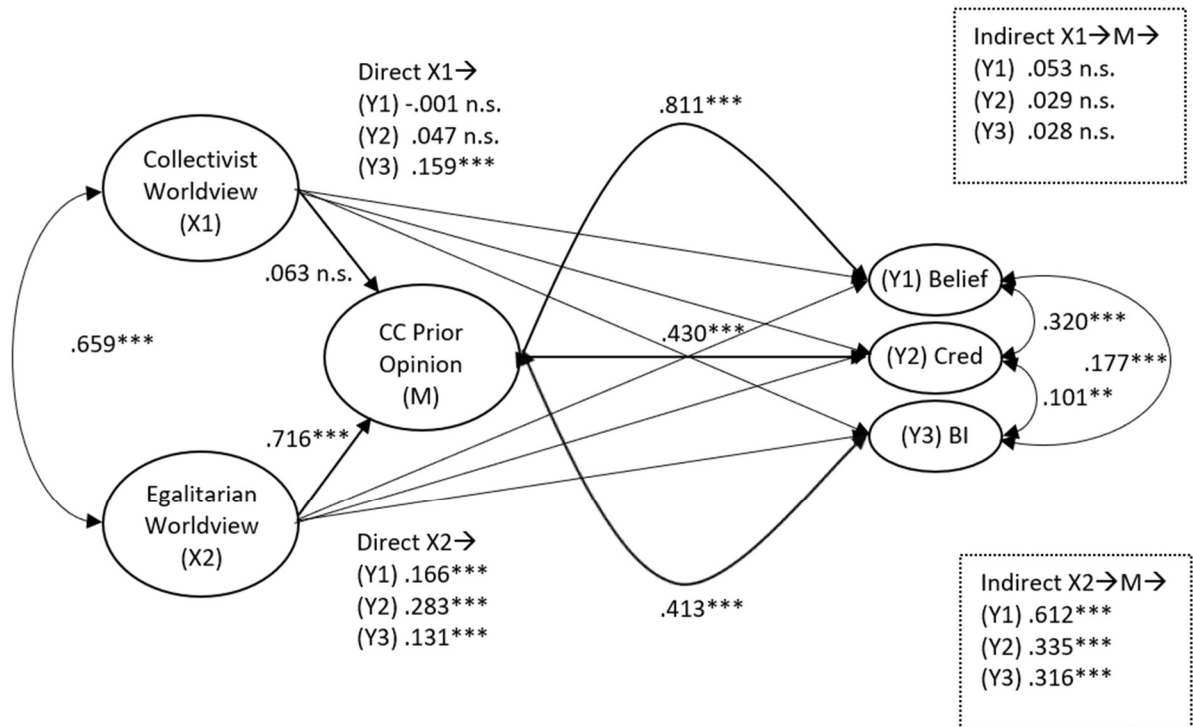 Indirect X1→M→
(Y1) .053 n.s.
(Y2) .029 n.s.
(Y3) .028 n.s.
Direct X1→
(Y1) -.001 n.s.
(Y2) .047 n.s.
(Y3) .159***
.811***
Collectivist
Worldview
(X1)
.063 n.s.
(Y1) Belief
CC Prior
Opinion
(M)
.430***
.320***
.659***
(Y2) Cred
.177***
.101**
.716***
(Y3) BI
Egalitarian
Worldview
(X2)
Direct X2→
(Y1) .166***
(Y2) .283***
(Y3) .131***
.413***
Indirect X2→M→
(Y1) .612***
(Y2) .335***
(Y3) .316***